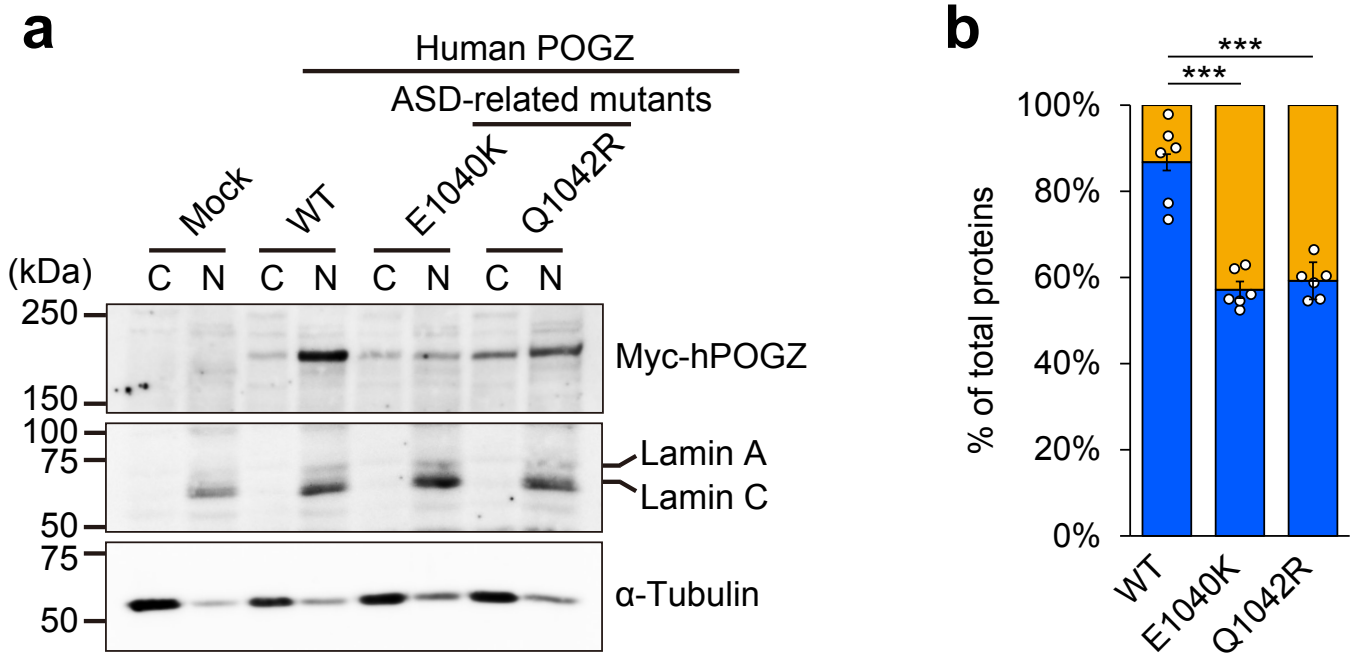 a
Human POGZ
ASD-related mutants
Mock WT E1040K Q1042R
(kDa) C N C N C N C N
250
150
Myc-hPOGZ
100
75
50
Lamin A
Lamin C
75
50
α-Tubulin
b
***
***
100%
80%
60%
40%
20%
0%
% of total proteins
WT E1040K Q1042R